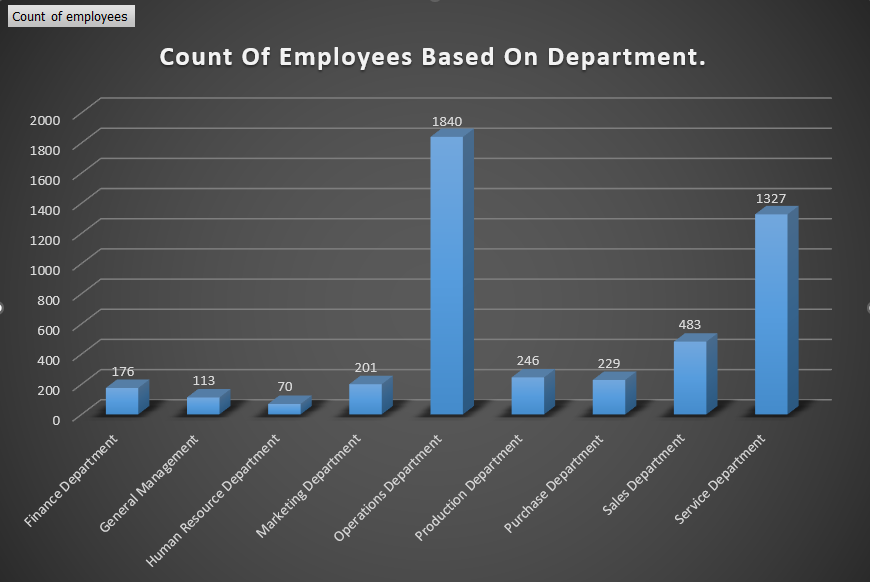 Count of employees
Count Of Employees Based On Department.
2000
1800
1600
1400
1200
1000
800
600
400
200
0
176
113
70
201
1840
246
229
483
1327
Finance Department
General Management
Human Resource Department
Marketing Department
Operations Department
Production Department
Purchase Department
Sales Department
Service Department